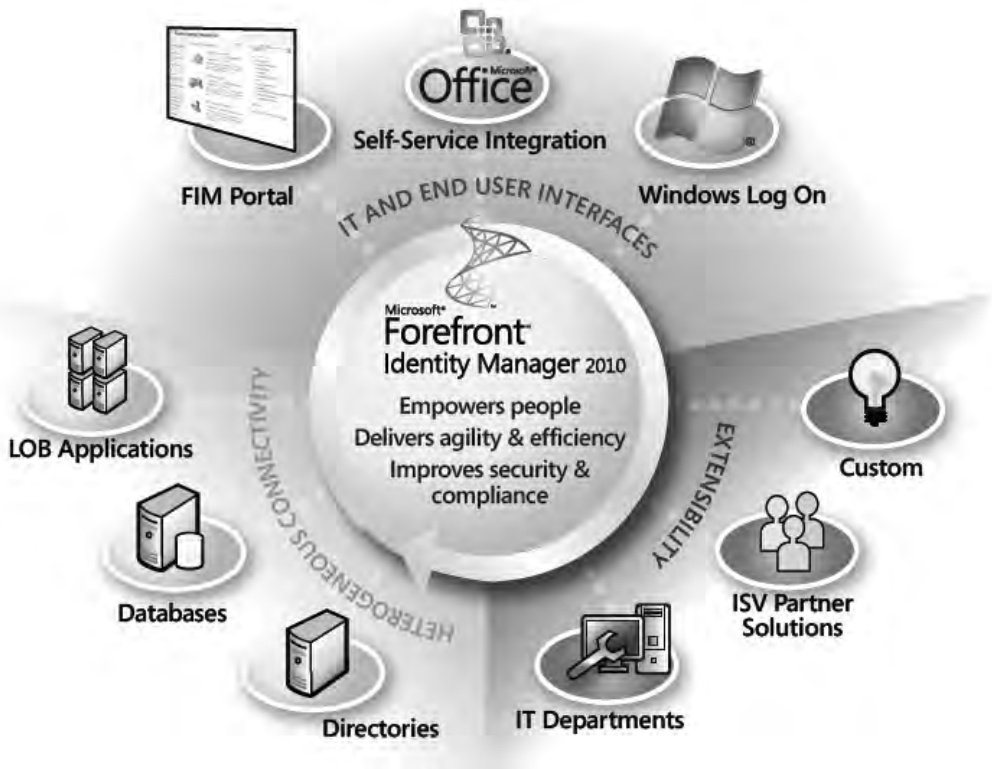 Microsoft®
Office
Self-Service Integration
FIM Portal
®
Windows Log On
IT AND END USER INTERFACES
Microsoft®
Forefront™
Identity Manager 2010
Empowers people
Delivers agility & efficiency
Improves security &
compliance
HETEROGENEOUS CONNECTIVITY
EXTENSIBILITY
LOB Applications
Custom
Databases
ISV Partner
Solutions
Directories
IT Departments